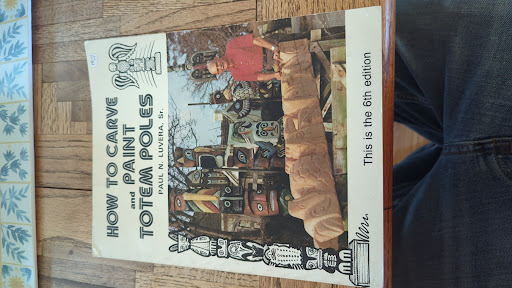 HOW TO CARVE
and PAINT
TOTEM POLES
PAUL N. LUVERA, Sr.
This is the 6th edition